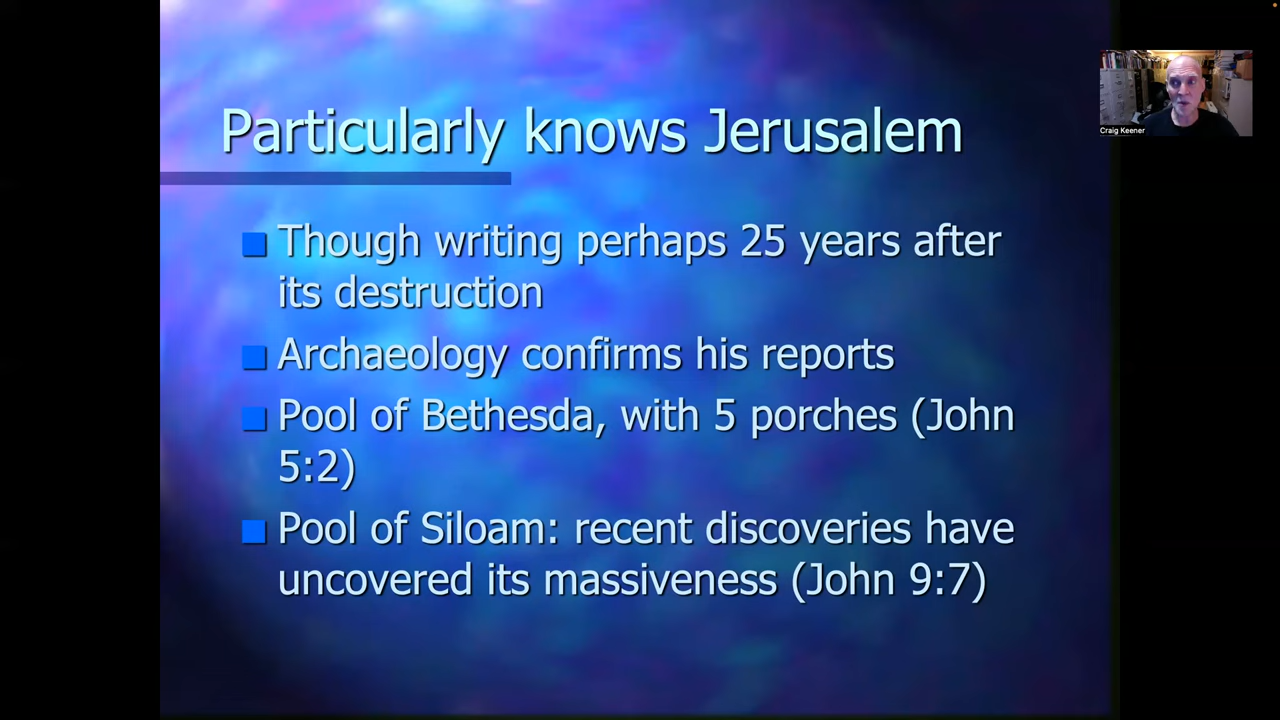 Particularly knows Jerusalem
Though writing perhaps 25 years after
its destruction
Archaeology confirms his reports
Pool of Bethesda, with 5 porches (John
5:2)
Pool of Siloam: recent discoveries have
uncovered its massiveness (John 9:7)
Craig Keener